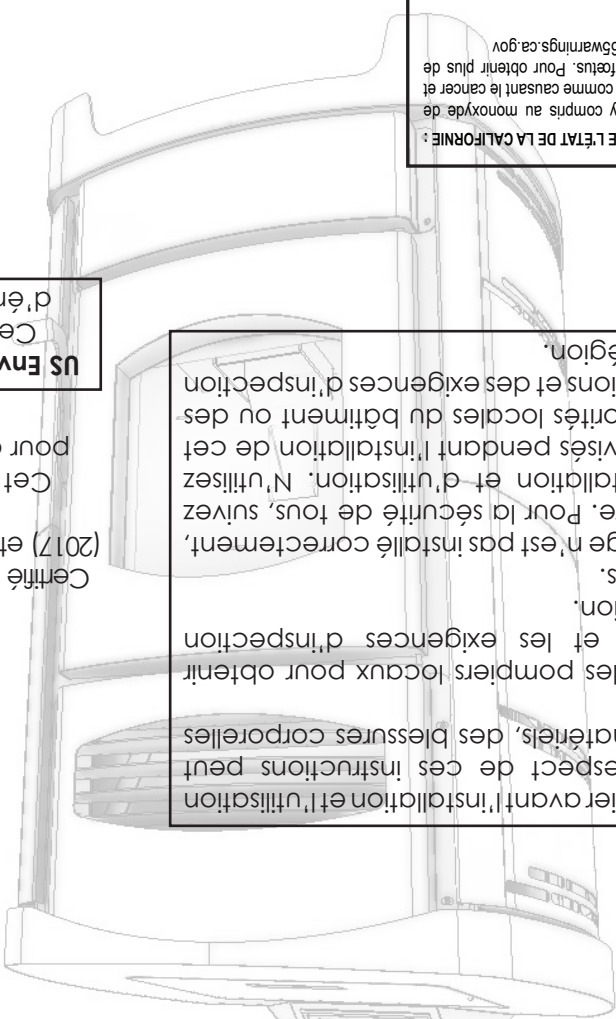 ier avant l'installation et l'utilisation
espect de ces instructions peut
atériels, des blessures corporelles
les pompiers locaux pour obtenir
et les exigences d'inspection
ion.
s.
ge n'est pas installé correctement,
e. Pour la sécurité de tous, suivez
tallation et d'utilisation. N'utilisez
visés pendant l'installation de cet
orités locales du bâtiment ou des
ions et des exigences d'inspection
égion.
Certifié
(2017) et
Cet
pour
US Env
Ce
d'én
E L'ÉTAT DE LA CALIFORNIE :
y compris au monoxyde de
comme causant le cancer et
fœtus. Pour obtenir plus de
5warnings.ca.gov